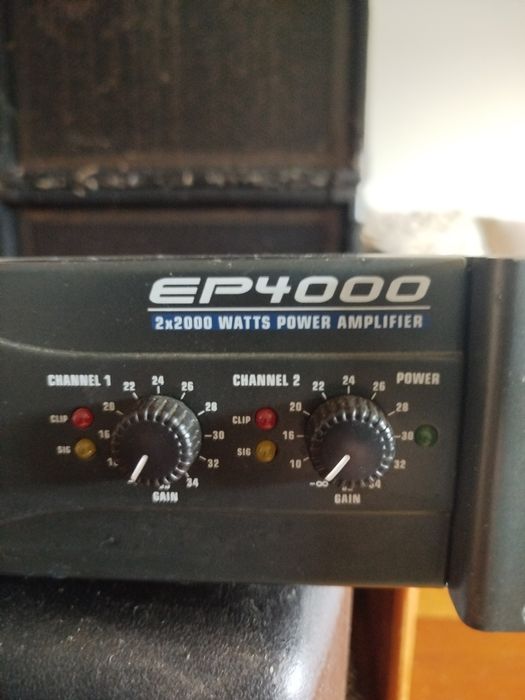 EP4000
2x2000 WATTS POWER AMPLIFIER
CHANNEL 1
CHANNEL 2
POWER
CLIP
SIG
16
20
22
24
26
28
30
32
34
GAIN
CLIP
SIG
-∞
10
16
20
22
24
26
28
30
32
34
GAIN